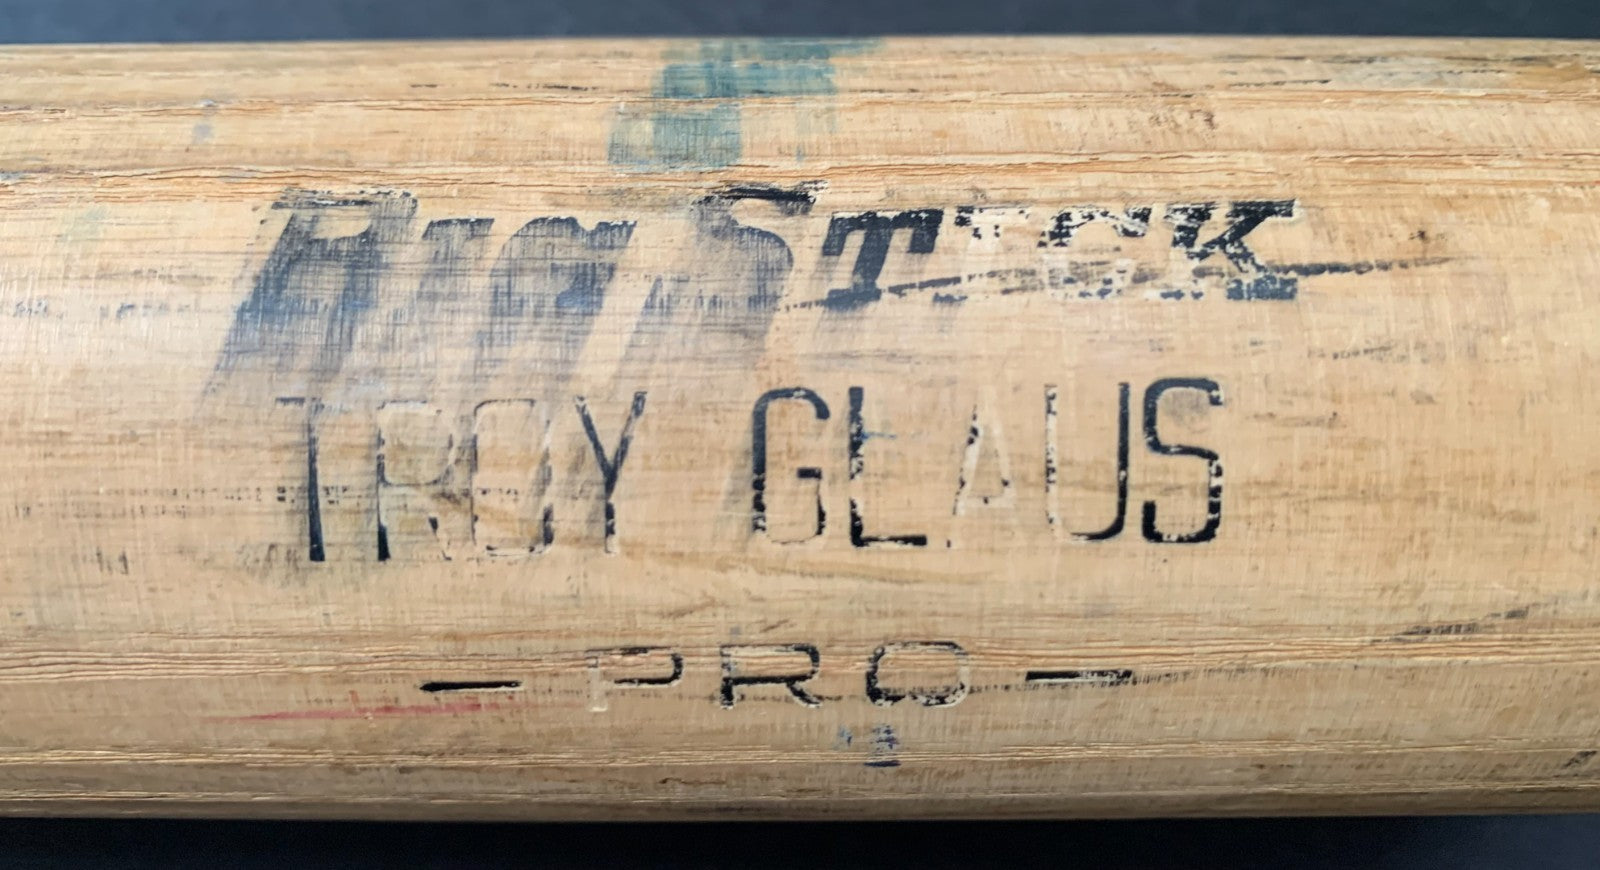 Big Stick
TROY GLAUS
- PRO -